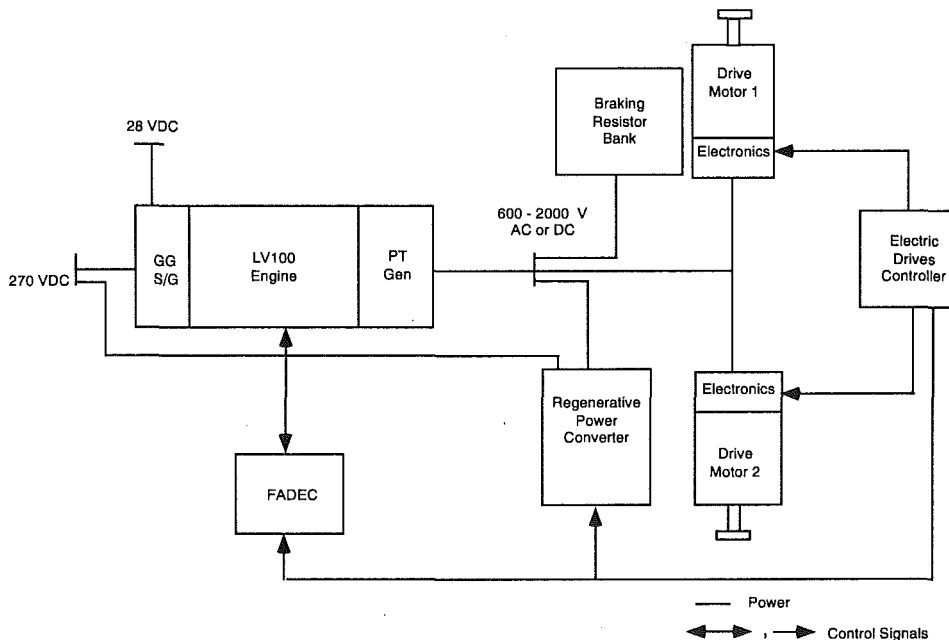 Drive
Motor 1
Electronics
Braking
Resistor
Bank
28 VDC
600 - 2000 V
AC or DC
GG
S/G
LV100
Engine
PT
Gen
270 VDC
Electric
Drives
Controller
Electronics
Drive
Motor 2
Regenerative
Power
Converter
FADEC
Power
, Control Signals